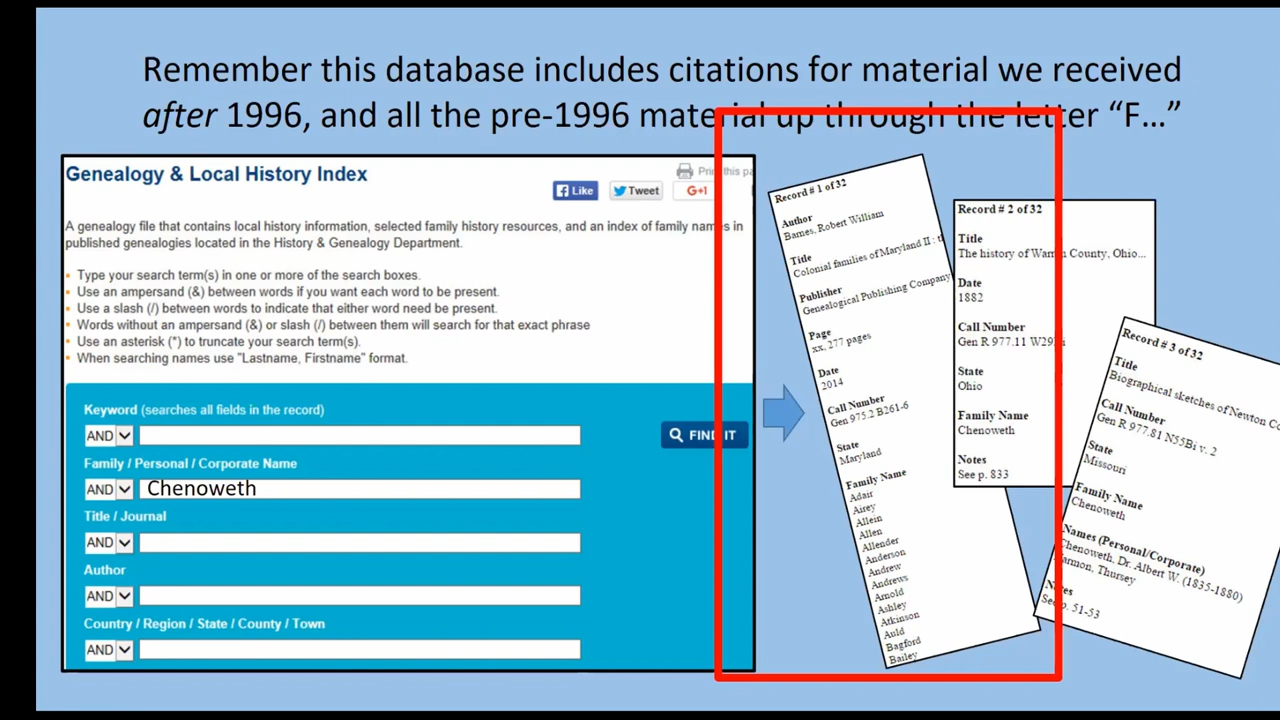 Remember this database includes citations for material we received
after 1996, and all the pre-1996 material up through the letter “F...”
Genealogy & Local History Index
Print this pa
Like
Tweet
G+1
A genealogy file that contains local history information, selected family history resources, and an index of family names in
published genealogies located in the History & Genealogy Department.
Type your search term(s) in one or more of the search boxes.
Use an ampersand (&) between words if you want each word to be present.
Use a slash (/) between words to indicate that either word need be present.
Words without an ampersand (&) or slash (/) between them will search for that exact phrase
Use an asterisk (*) to truncate your search term(s).
When searching names use "Lastname, Firstname" format.
Keyword (searches all fields in the record)
AND
FIND IT
Family / Personal / Corporate Name
AND Chenoweth
Title / Journal
AND
Author
AND
Country / Region / State / County / Town
AND
Record # 1 of 32
Author
Barnes, Robert William
Title
Colonial families of Maryland II :
Publisher
Genealogical Publishing Company
Page
xx, 277 pages
Date
2014
Call Number
Gen 975.2 B261-6
State
Maryland
Family Name
Adair
Airey
Allein
Allen
Allender
Anderson
Andrew
Andrews
Arnold
Ashley
Atkinson
Auld
Bagford
Bailey
Record # 2 of 32
Title
The history of Warren County, Ohio...
Date
1882
Call Number
Gen R 977.11
State
Ohio
Family Name
Chenoweth
Notes
See p. 833
Record # 3 of 32
Title
Biographical sketches of Newton Co
Call Number
Gen R 977.81 N55Bi v. 2
State
Missouri
Family Name
Chenoweth
Names (Personal/Corporate)
Chenoweth, Dr. Albert W. (1835-1880)
Harmon, Thursey
Notes
See p. 51-53